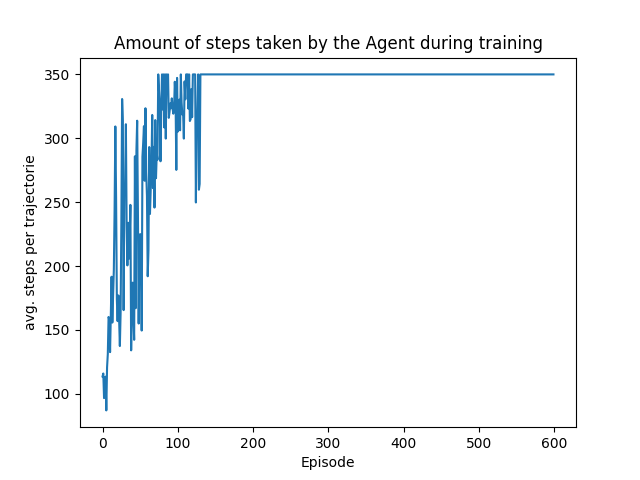 Amount of steps taken by the Agent during training
350
300
250
200
150
100
avg. steps per trajectorie
0 100 200 300 400 500 600
Episode